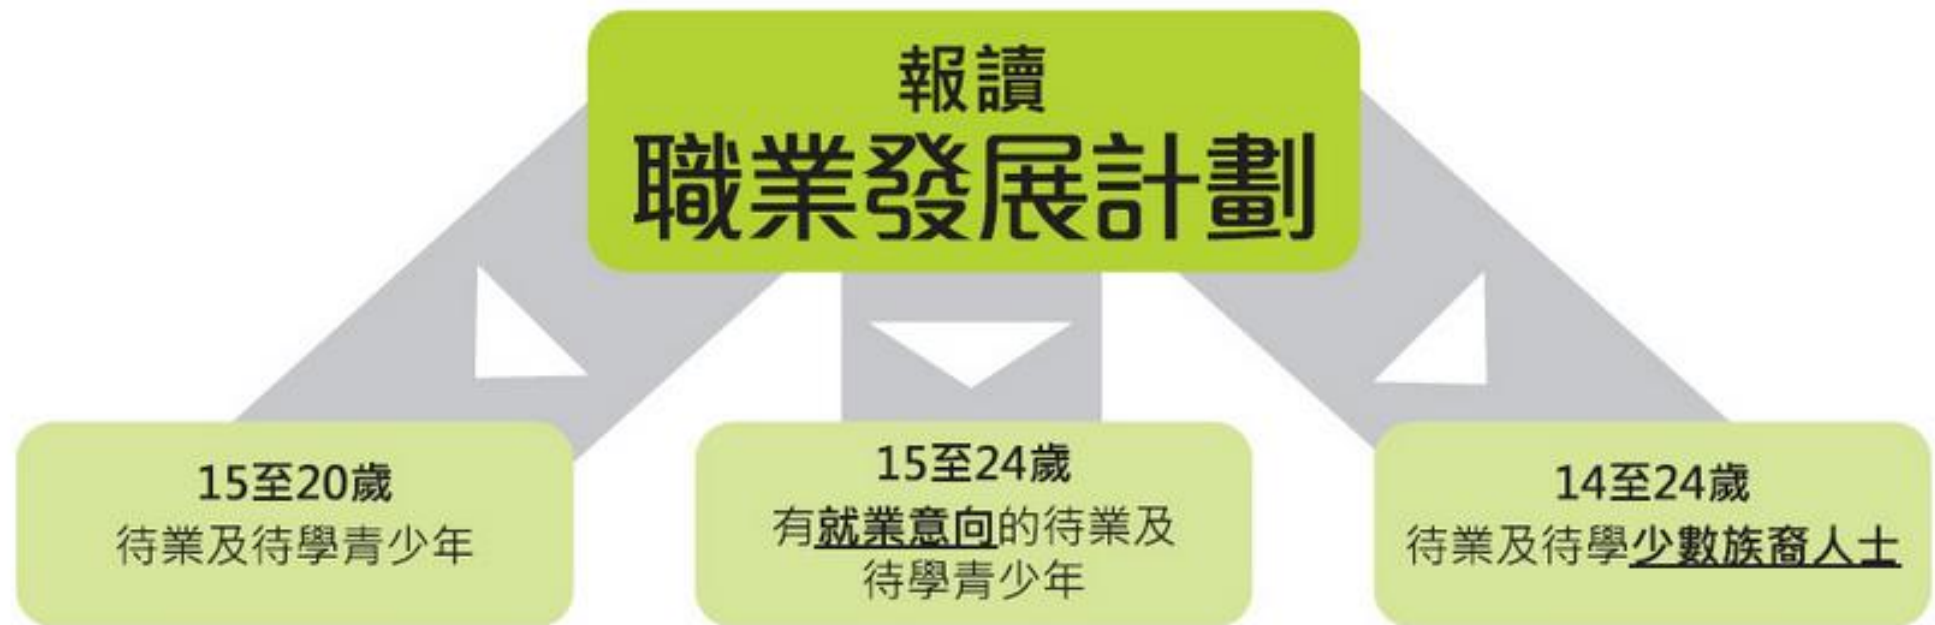 報讀
職業發展計劃
15至20歲
待業及待學青少年
15至24歲
有就業意向的待業及
待學青少年
14至24歲
待業及待學少數族裔人士